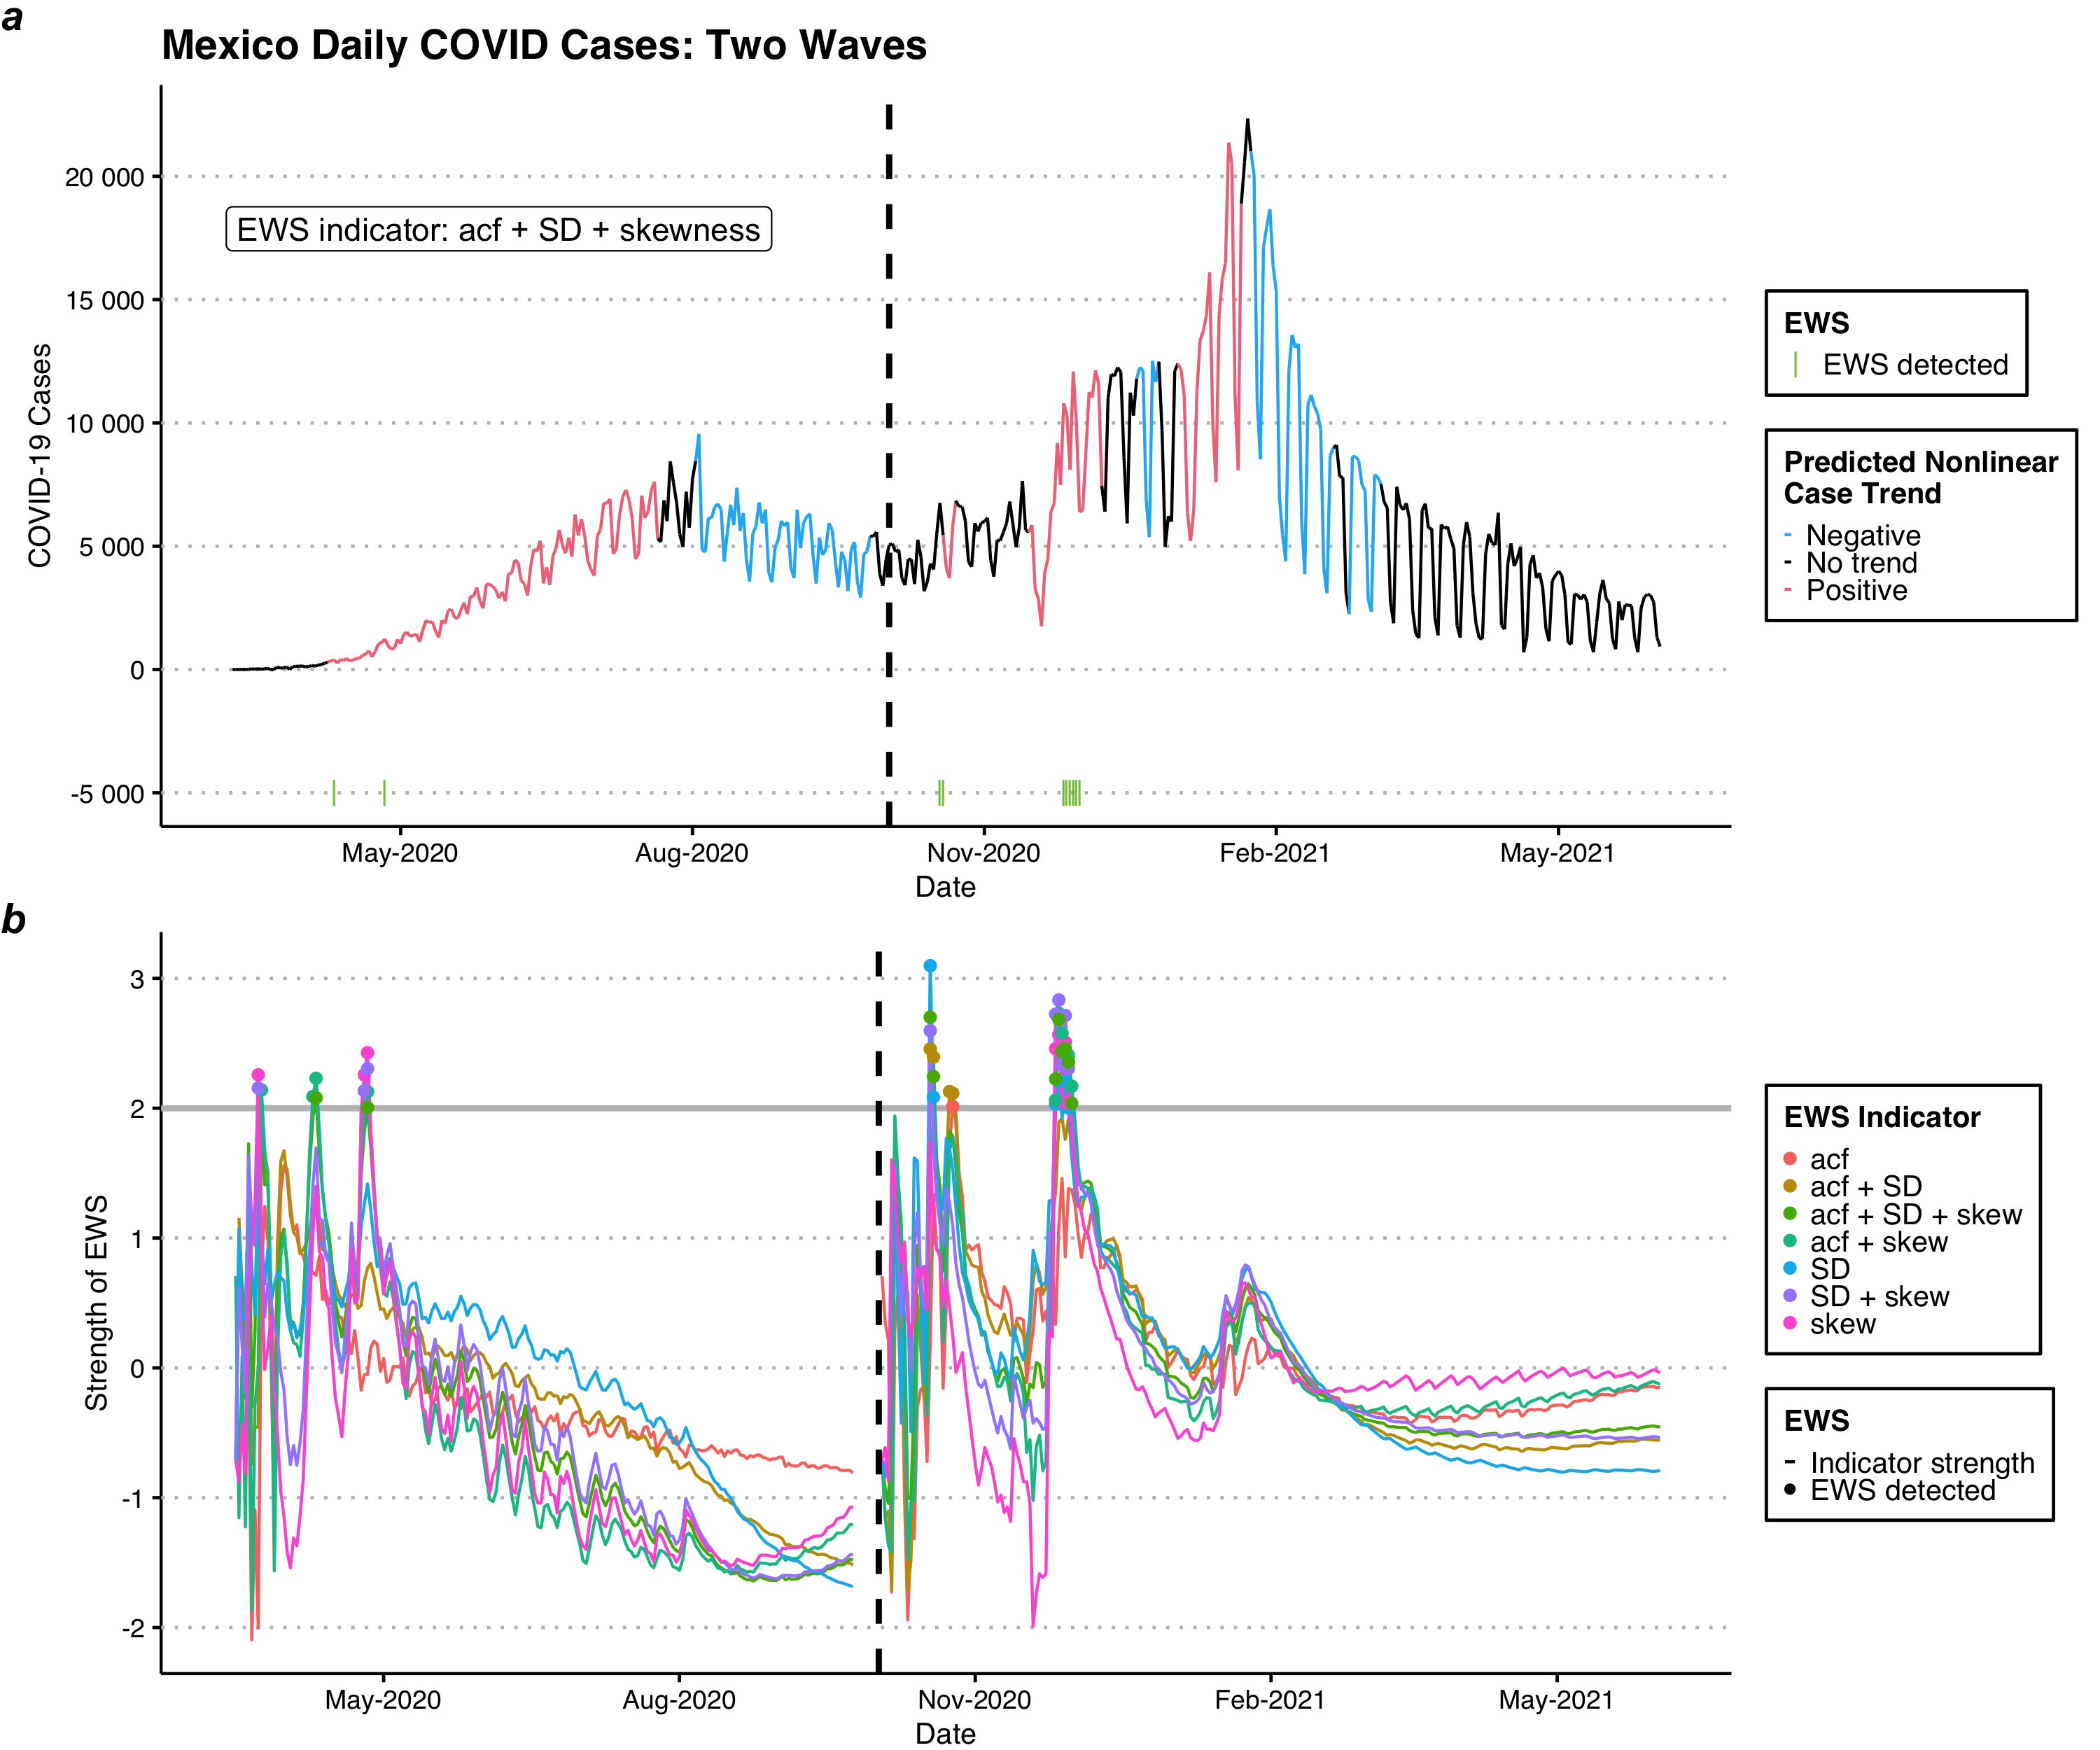 a
Mexico Daily COVID Cases: Two Waves
COVID-19 Cases
20 000
15 000
10 000
5 000
0
-5 000
EWS indicator: acf + SD + skewness
May-2020
Aug-2020
Nov-2020
Feb-2021
May-2021
Date
EWS
EWS detected
Predicted Nonlinear
Case Trend
Negative
No trend
Positive
b
Strength of EWS
3
2
1
0
-1
-2
May-2020
Aug-2020
Nov-2020
Feb-2021
May-2021
Date
EWS Indicator
acf
acf + SD
acf + SD + skew
acf + skew
SD
SD + skew
skew
EWS
Indicator strength
EWS detected